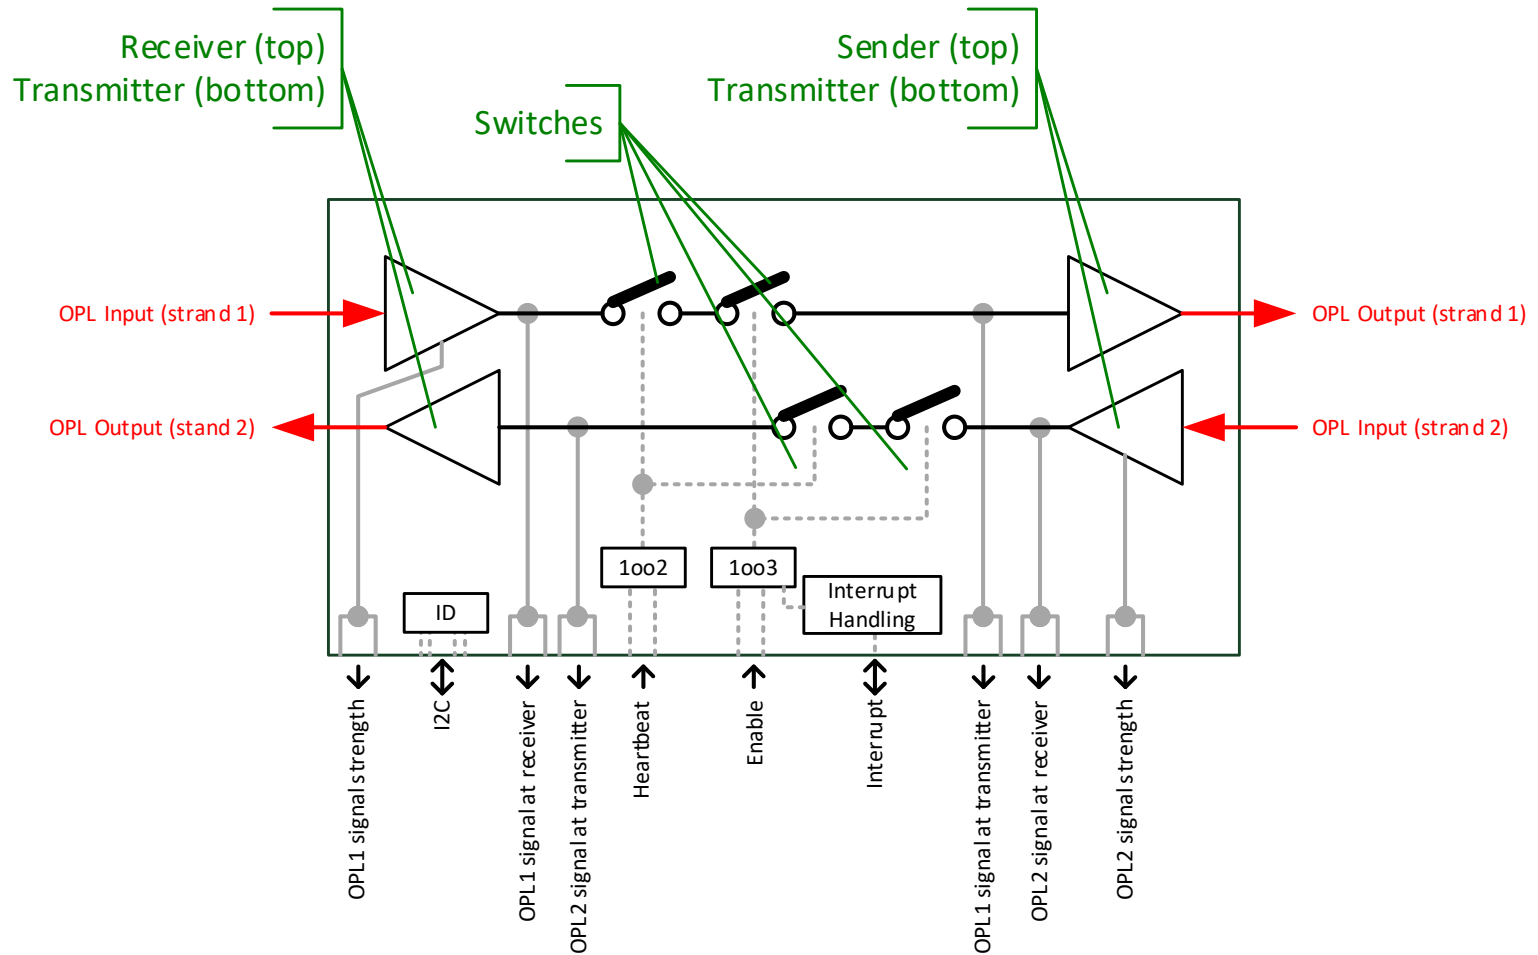 Receiver (top)
Transmitter (bottom)
Sender (top)
Transmitter (bottom)
Switches
OPL Input (strand 1)
OPL Output (strand 1)
OPL Output (stand 2)
OPL Input (strand 2)
1oo2
1oo3
Interrupt
Handling
ID
OPL1 signal strength
I2C
OPL1 signal at receiver
OPL2 signal at transmitter
Heartbeat
Enable
Interrupt
OPL1 signal at transmitter
OPL2 signal at receiver
OPL2 signal strength